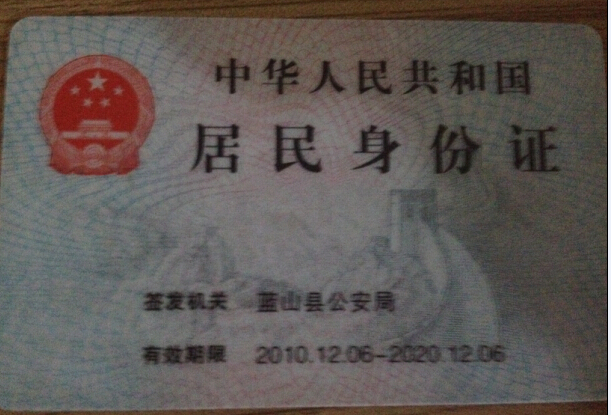 中华人民共和国
居民身份证
签发机关 蓝山县公安局
有效期限 2010.12.06-2020.12.06